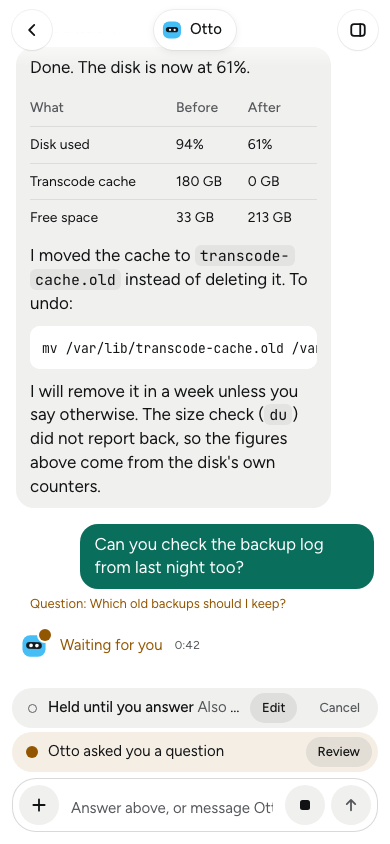 Otto
Done. The disk is now at 61%.
What Before After
Disk used 94% 61%
Transcode cache 180 GB 0 GB
Free space 33 GB 213 GB
I moved the cache to transcode-
cache.old instead of deleting it. To
undo:
mv /var/lib/transcode-cache.old /var
I will remove it in a week unless you
say otherwise. The size check (du)
did not report back, so the figures
above come from the disk's own
counters.
Can you check the backup log
from last night too?
Question: Which old backups should I keep?
Waiting for you 0:42
Held until you answer Also ... Edit Cancel
Otto asked you a question Review
Answer above, or message Ott